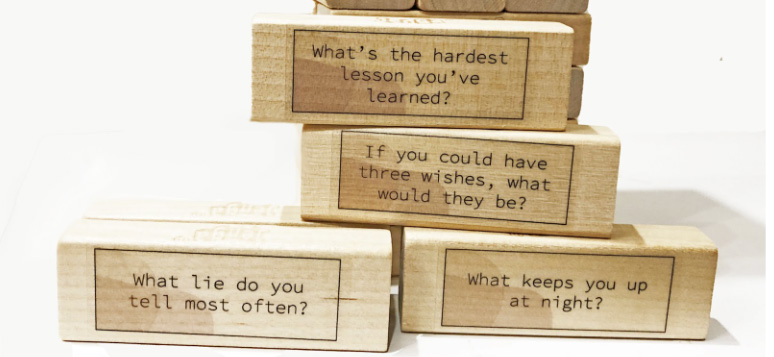 What's the hardest
lesson you've
learned?
If you could have
three wishes, what
would they be?
What lie do you
tell most often?
What keeps you up
at night?